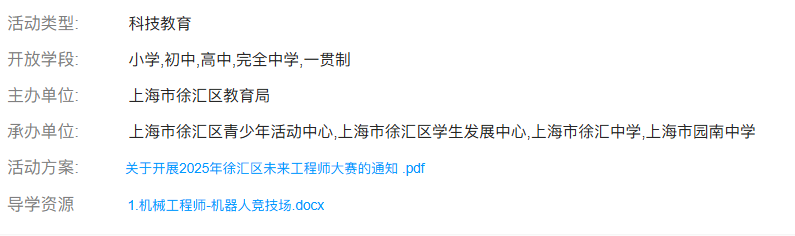 活动类型: 科技教育
开放学段: 小学,初中,高中,完全中学,一贯制
主办单位: 上海市徐汇区教育局
承办单位: 上海市徐汇区青少年活动中心,上海市徐汇区学生发展中心,上海市徐汇中学,上海市园南中学
活动方案: 关于开展2025年徐汇区未来工程师大赛的通知 .pdf
导学资源 1.机械工程师-机器人竞技场.docx